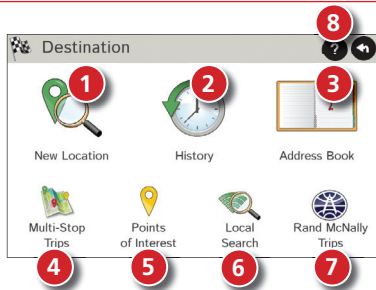 8
Destination
?
1
2
3
New Location
History
Address Book
Multi-Stop
Trips
Points
of Interest
Local
Search
Rand McNally
Trips
4
5
6
7